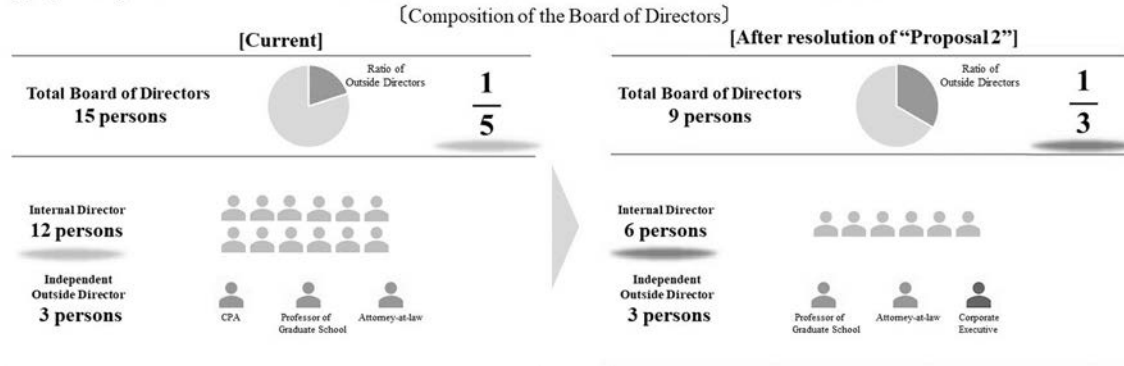 〔Composition of the Board of Directors〕
[Current]
Total Board of Directors
15 persons
Ratio of
Outside Directors
1
5
Internal Director
12 persons
Independent
Outside Director
3 persons
CPA
Professor of
Graduate School
Attorney-at-law
[After resolution of “Proposal 2”]
Total Board of Directors
9 persons
Ratio of
Outside Directors
1
3
Internal Director
6 persons
Independent
Outside Director
3 persons
Professor of
Graduate School
Attorney-at-law
Corporate
Executive